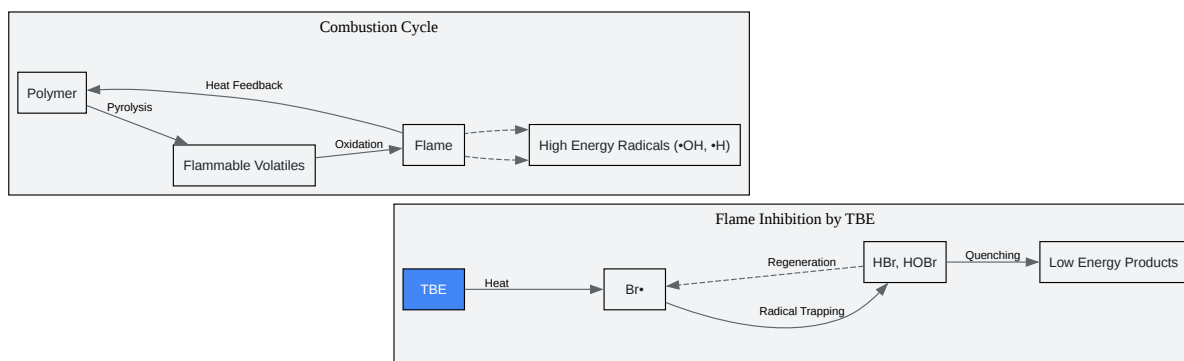 Combustion Cycle
Polymer
Heat Feedback
Pyrolysis
Flammable Volatiles
Oxidation
Flame
High Energy Radicals (•OH, •H)
Flame Inhibition by TBE
TBE
Heat
Br•
Regeneration
Radical Trapping
HBr, HOBr
Quenching
Low Energy Products